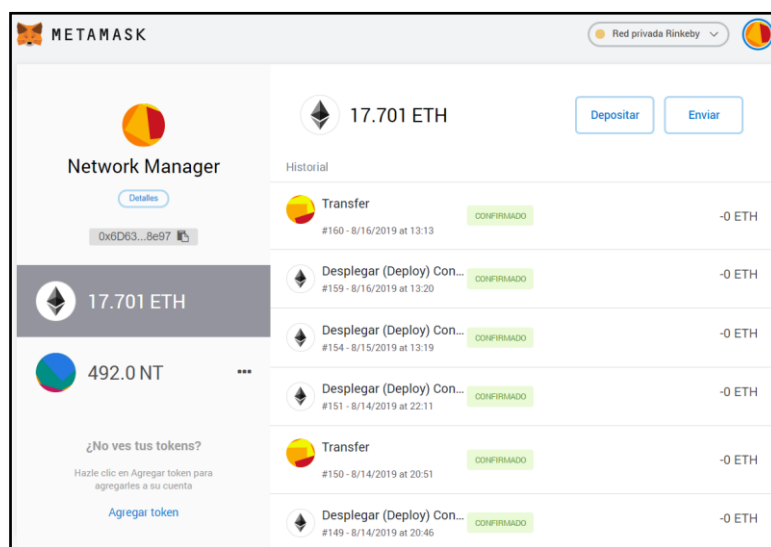 METAMASK
Red privada Rinkeby
Network Manager
Detalles
0x6D63...8e97
17.701 ETH
492.0 NT
¿No ves tus tokens?
Hazle clic en Agregar token para
agregarles a su cuenta
Agregar token
17.701 ETH
Depositar
Enviar
Historial
Transfer
#160 - 8/16/2019 at 13:13
CONFIRMADO
-0 ETH
Desplegar (Deploy) Con...
#159 - 8/16/2019 at 13:20
CONFIRMADO
-0 ETH
Desplegar (Deploy) Con...
#154 - 8/15/2019 at 13:19
CONFIRMADO
-0 ETH
Desplegar (Deploy) Con...
#151 - 8/14/2019 at 22:11
CONFIRMADO
-0 ETH
Transfer
#150 - 8/14/2019 at 20:51
CONFIRMADO
-0 ETH
Desplegar (Deploy) Con...
#149 - 8/14/2019 at 20:46
CONFIRMADO
-0 ETH